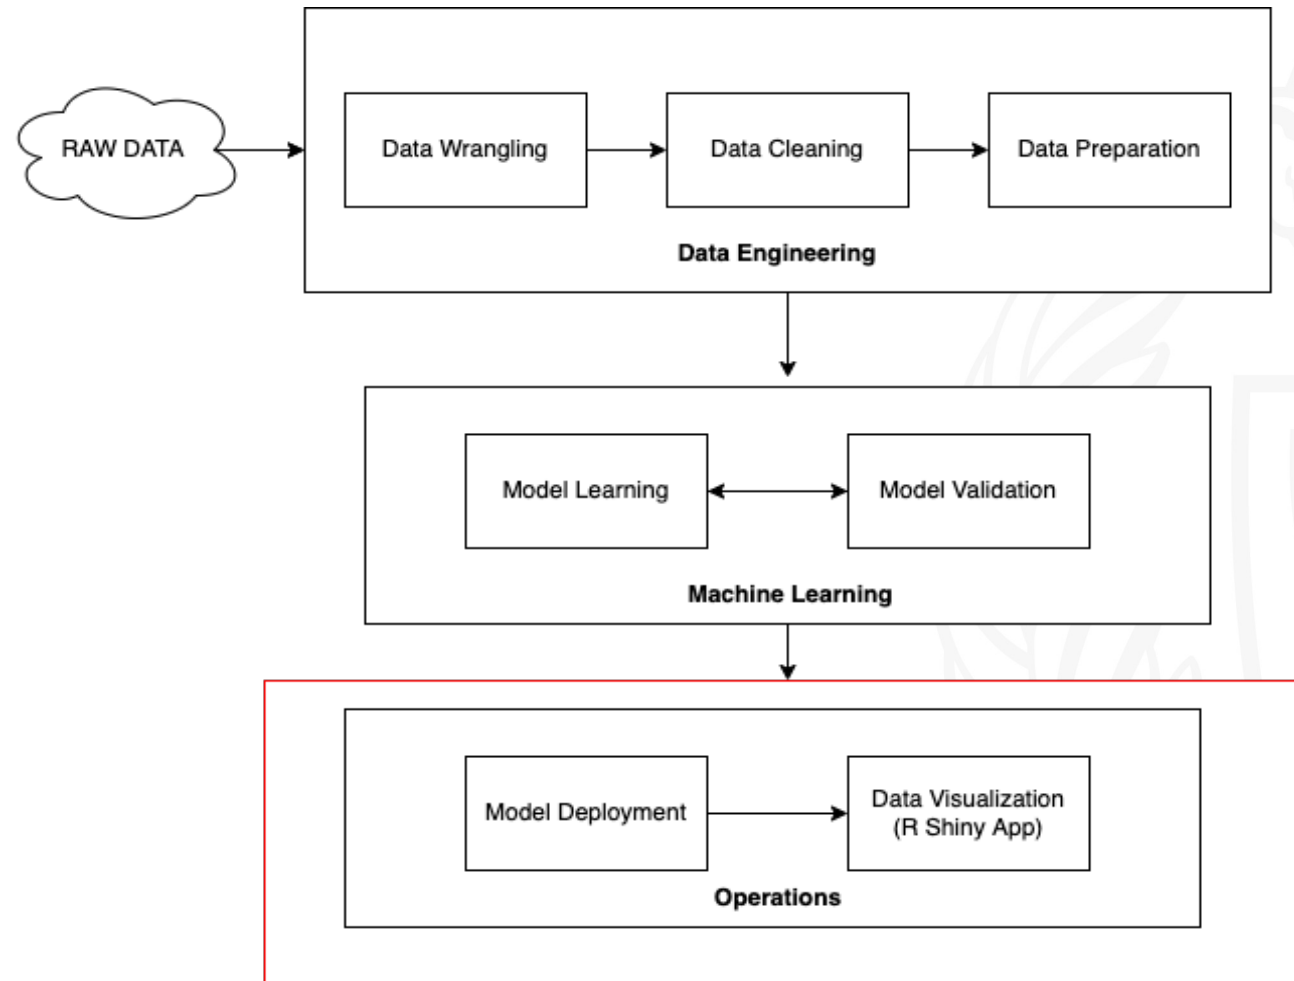 RAW DATA
Data Wrangling
Data Cleaning
Data Preparation
Data Engineering
Model Learning
Model Validation
Machine Learning
Model Deployment
Data Visualization
(R Shiny App)
Operations